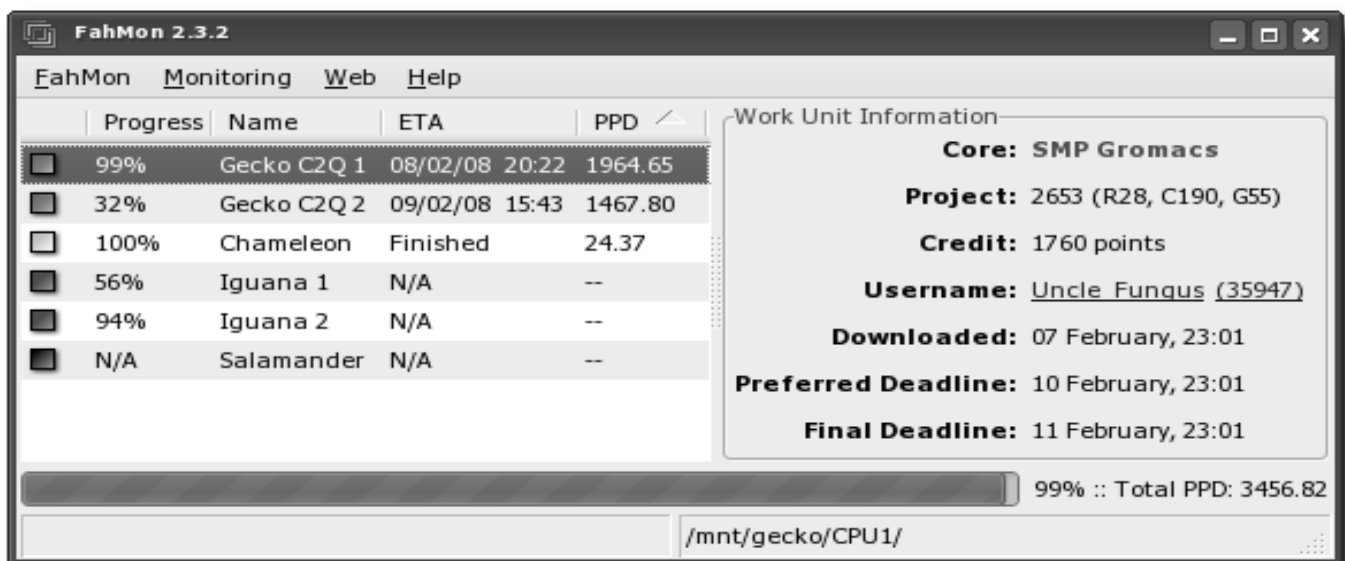 FahMon 2.3.2
FahMon Monitoring Web Help
Progress Name ETA PPD
99% Gecko C2Q 1 08/02/08 20:22 1964.65
32% Gecko C2Q 2 09/02/08 15:43 1467.80
100% Chameleon Finished 24.37
56% Iguana 1 N/A --
94% Iguana 2 N/A --
N/A Salamander N/A --
Work Unit Information
Core: SMP Gromacs
Project: 2653 (R28, C190, G55)
Credit: 1760 points
Username: Uncle_Fungus (35947)
Downloaded: 07 February, 23:01
Preferred Deadline: 10 February, 23:01
Final Deadline: 11 February, 23:01
99% :: Total PPD: 3456.82
/mnt/gecko/CPU1/